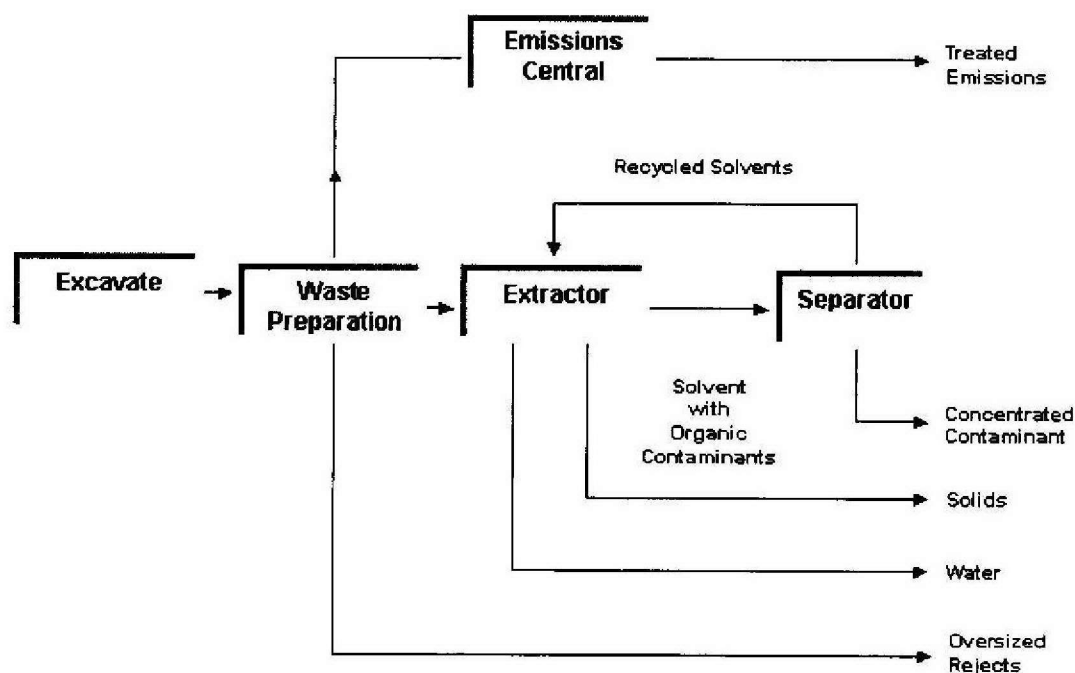 Emissions
Central
Treated
Emissions
Recycled Solvents
Excavate
Waste
Preparation
Extractor
Separator
Solvent
with
Organic
Contaminants
Concentrated
Contaminant
Solids
Water
Oversized
Rejects